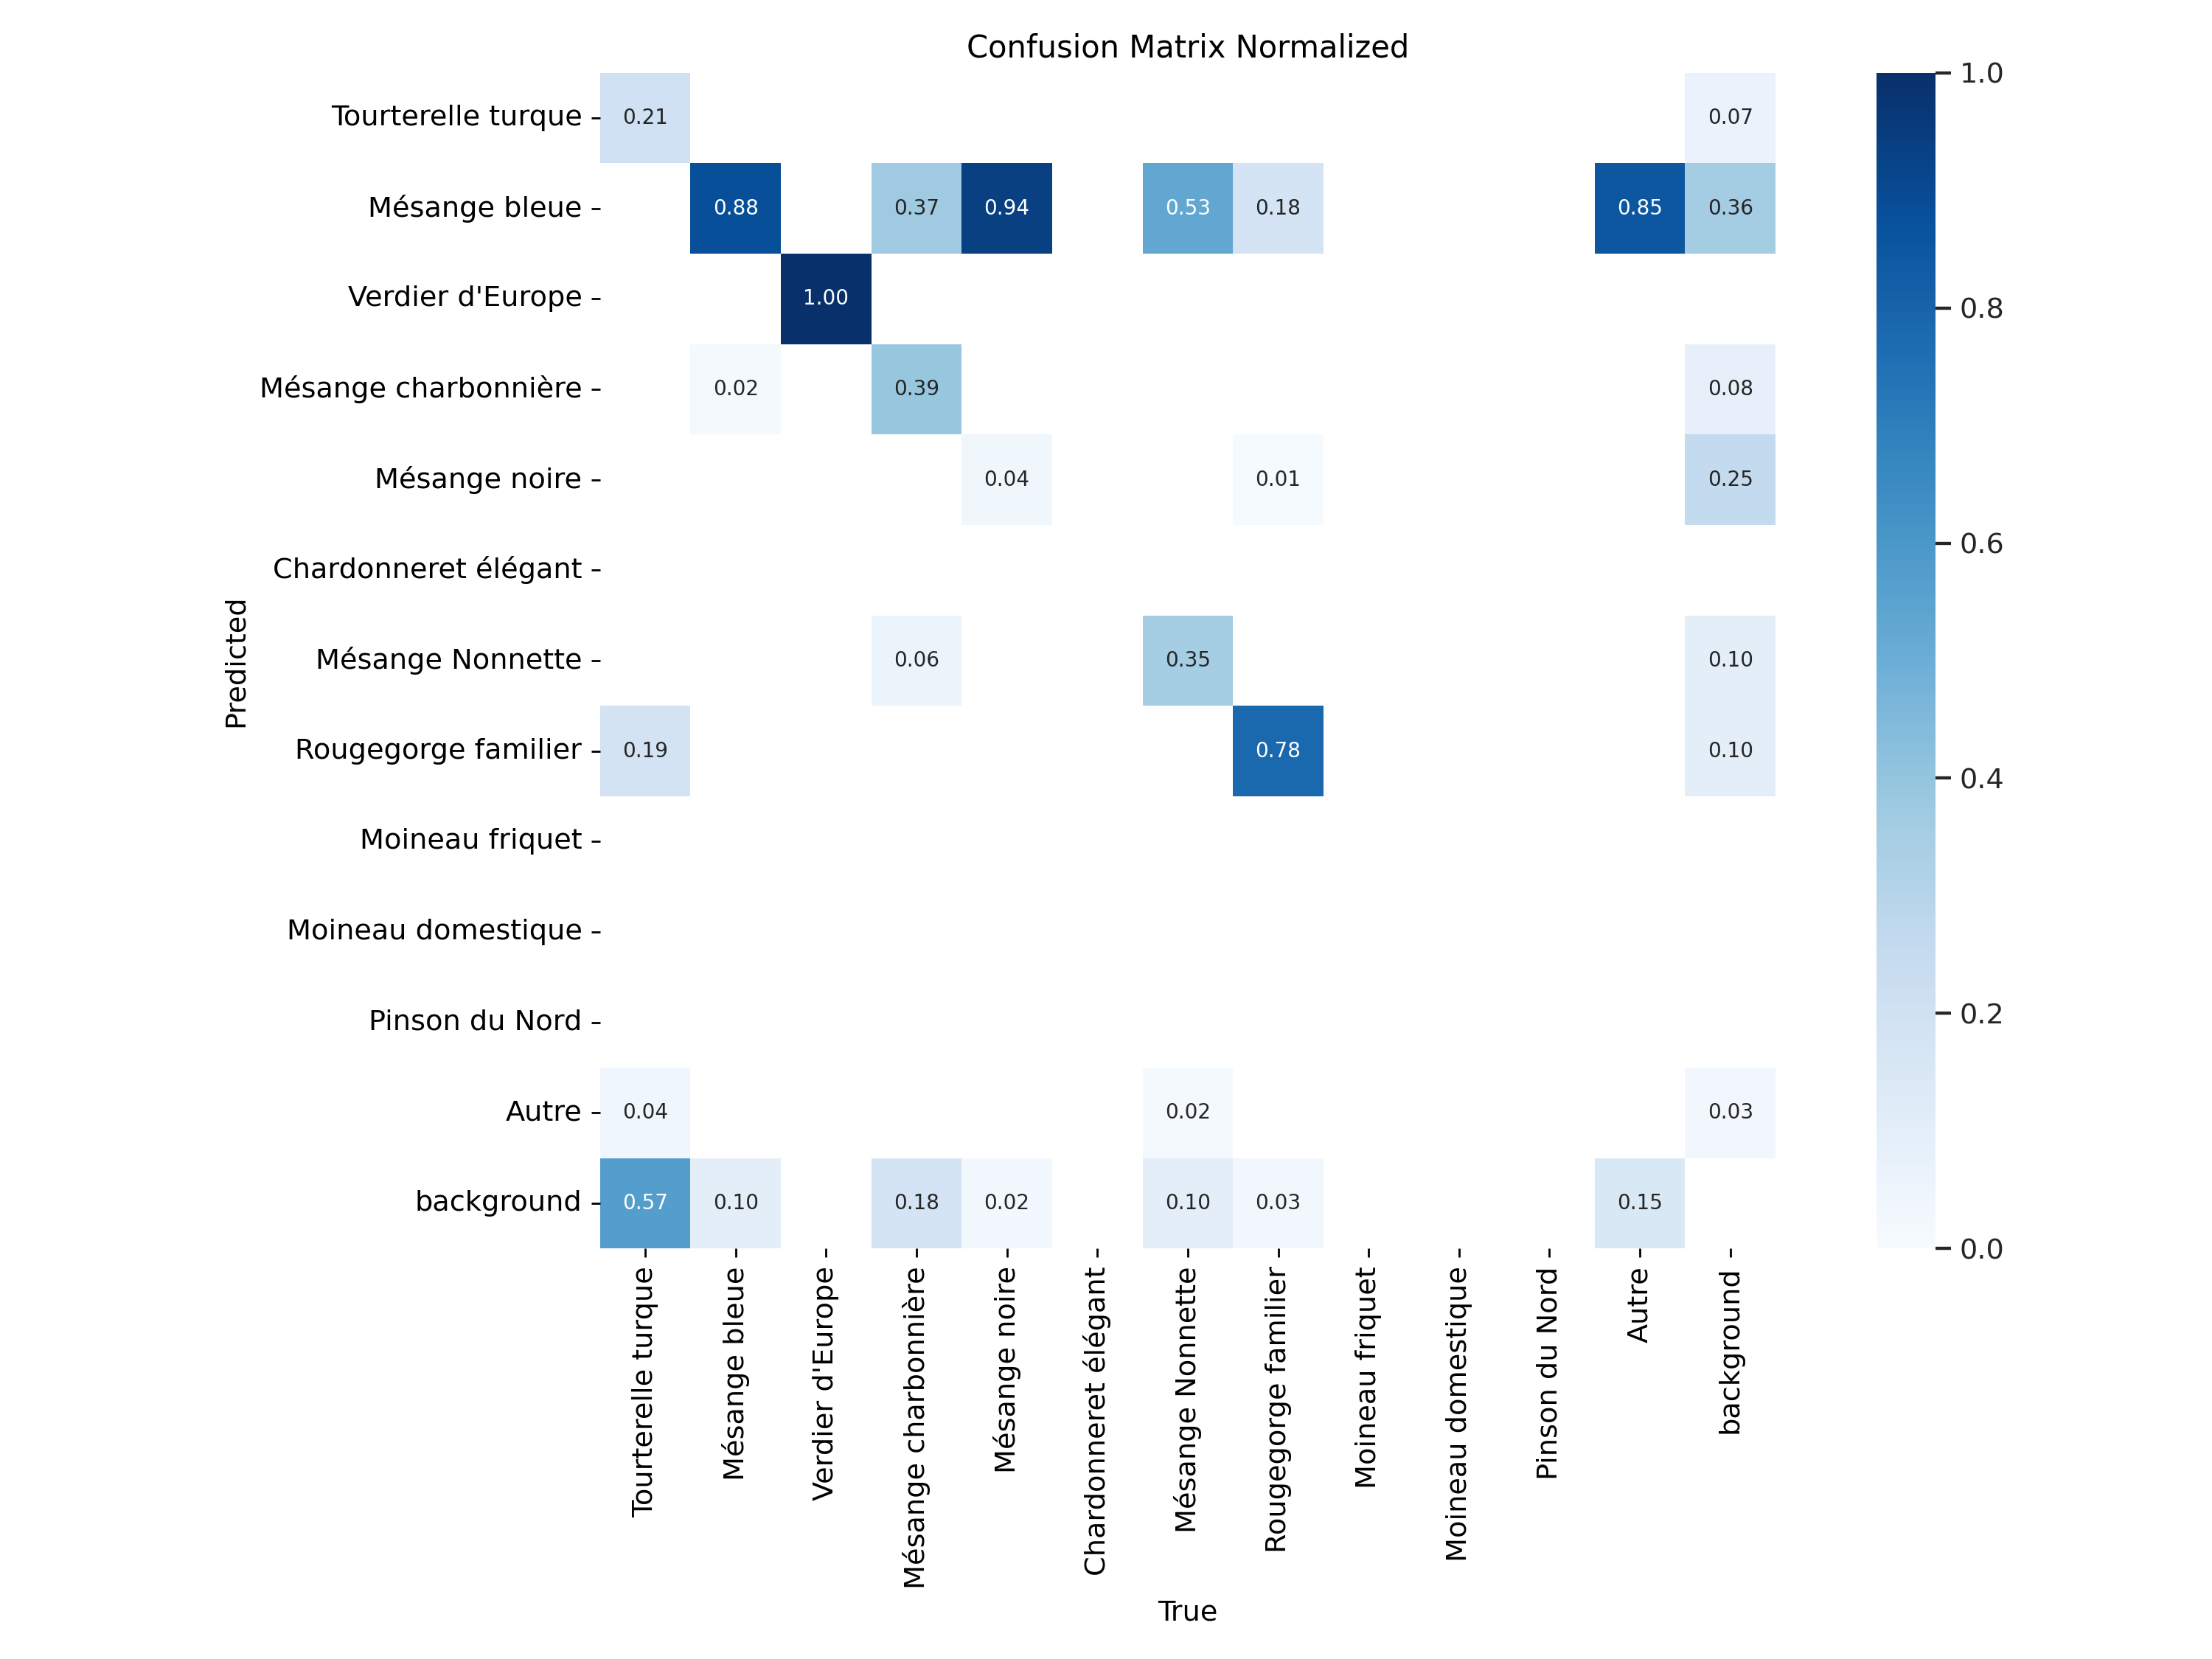 Confusion Matrix Normalized
Tourterelle turque 0.21 0.07
Mésange bleue 0.88 0.37 0.94 0.53 0.18 0.85 0.36
Verdier d'Europe 1.00
Mésange charbonnière 0.02 0.39 0.08
Mésange noire 0.04 0.01 0.25
Chardonneret élégant
Mésange Nonnette 0.06 0.35 0.10
Rougegorge familier 0.19 0.78 0.10
Moineau friquet
Moineau domestique
Pinson du Nord
Autre 0.04 0.02 0.03
background 0.57 0.10 0.18 0.02 0.10 0.03 0.15
Predicted
Tourterelle turque
Mésange bleue
Verdier d'Europe
Mésange charbonnière
Mésange noire
Chardonneret élégant
Mésange Nonnette
Rougegorge familier
Moineau friquet
Moineau domestique
Pinson du Nord
Autre
background
True
1.0
0.8
0.6
0.4
0.2
0.0